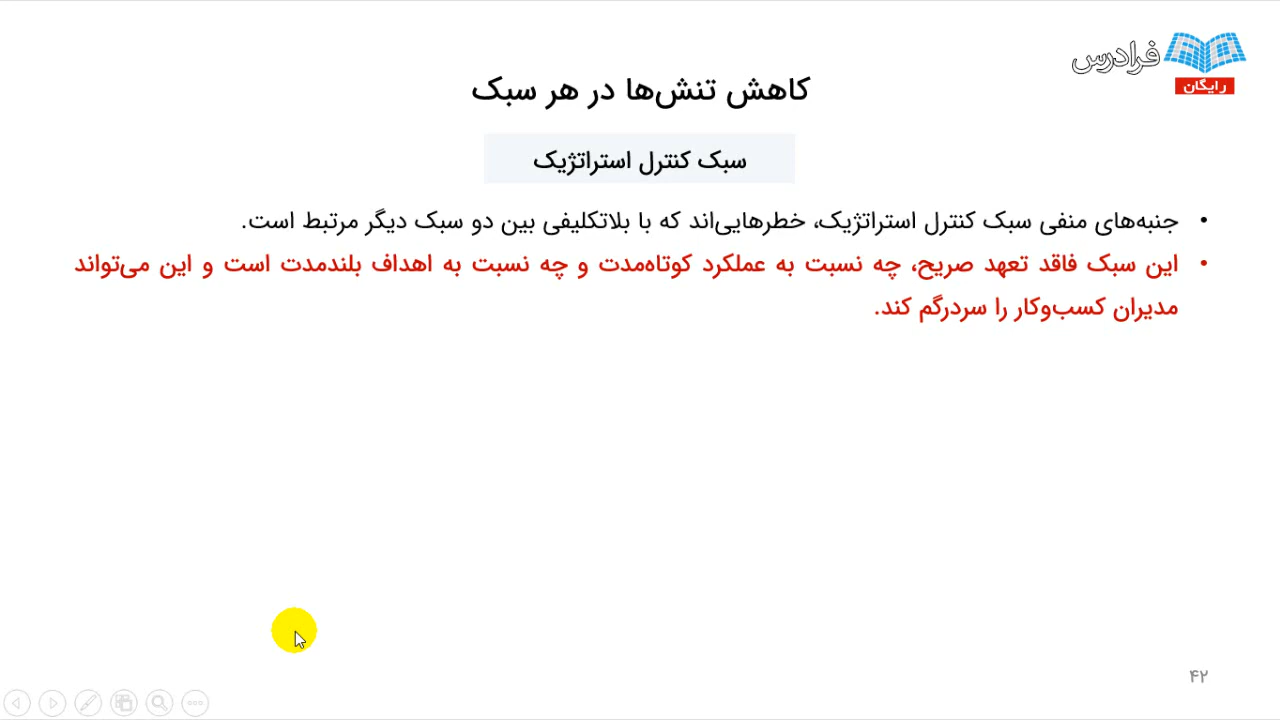 فرادرس
رایگان
کاهش تنش‌ها در هر سبک
سبک کنترل استراتژیک
• جنبه‌های منفی سبک کنترل استراتژیک، خطرهایی‌اند که با بلاتکلیفی بین دو سبک دیگر مرتبط است.
• این سبک فاقد تعهد صریح، چه نسبت به عملکرد کوتاه‌مدت و چه نسبت به اهداف بلندمدت است و این می‌تواند
مدیران کسب‌وکار را سردرگم کند.
۴۲